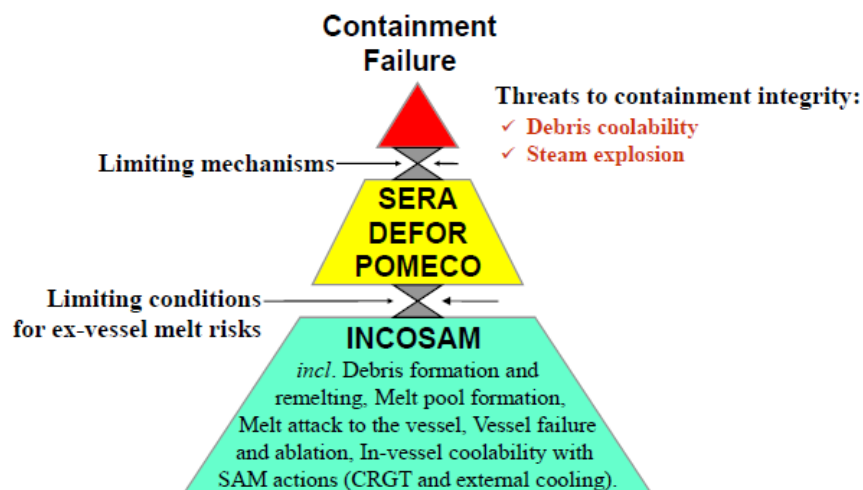 Containment
Failure
Threats to containment integrity:
✓ Debris coolability
✓ Steam explosion
Limiting mechanisms
SERA
DEFOR
POMECO
Limiting conditions
for ex-vessel melt risks
INCOSAM
incl. Debris formation and
remelting, Melt pool formation,
Melt attack to the vessel, Vessel failure
and ablation, In-vessel coolability with
SAM actions (CRGT and external cooling).